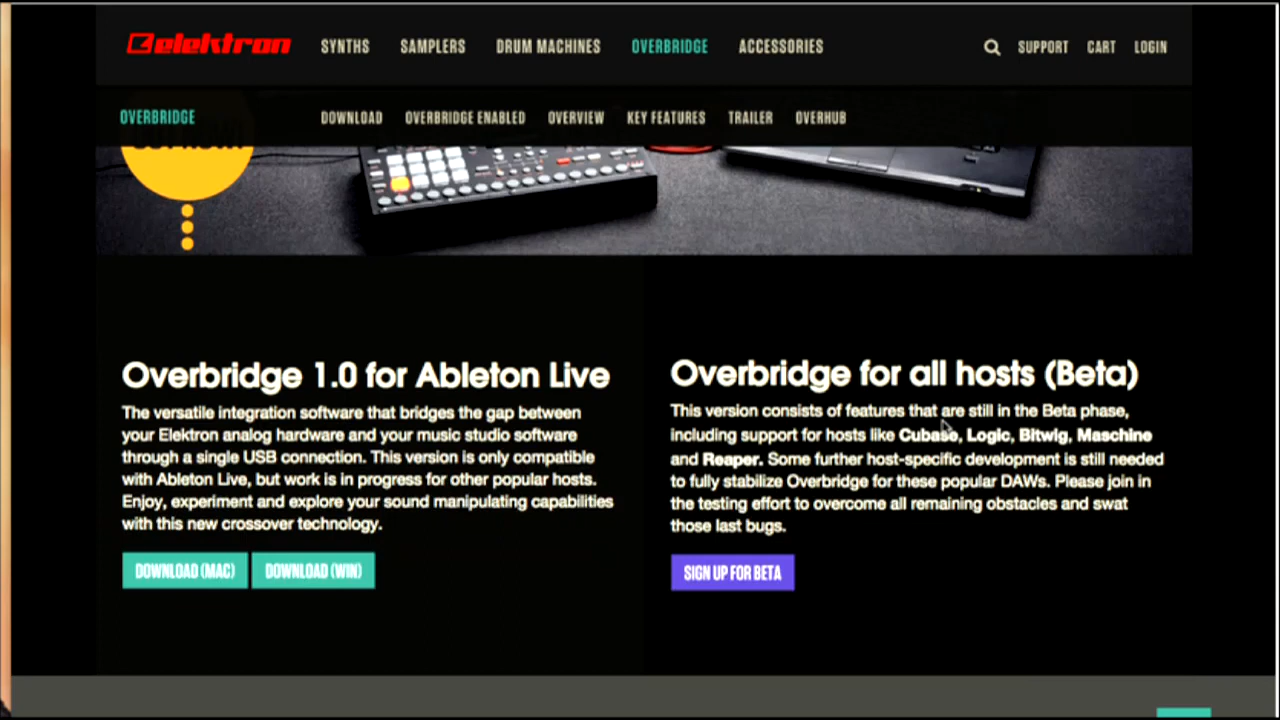 elektron
SYNTHS SAMPLERS DRUM MACHINES OVERBRIDGE ACCESSORIES SUPPORT CART LOGIN
OVERBRIDGE DOWNLOAD OVERBRIDGE ENABLED OVERVIEW KEY FEATURES TRAILER OVERHUB
Overbridge 1.0 for Ableton Live
The versatile integration software that bridges the gap between
your Elektron analog hardware and your music studio software
through a single USB connection. This version is only compatible
with Ableton Live, but work is in progress for other popular hosts.
Enjoy, experiment and explore your sound manipulating capabilities
with this new crossover technology.
DOWNLOAD (MAC) DOWNLOAD (WIN)
Overbridge for all hosts (Beta)
This version consists of features that are still in the Beta phase,
including support for hosts like Cubase, Logic, Bitwig, Maschine
and Reaper. Some further host-specific development is still needed
to fully stabilize Overbridge for these popular DAWs. Please join in
the testing effort to overcome all remaining obstacles and swat
those last bugs.
SIGN UP FOR BETA